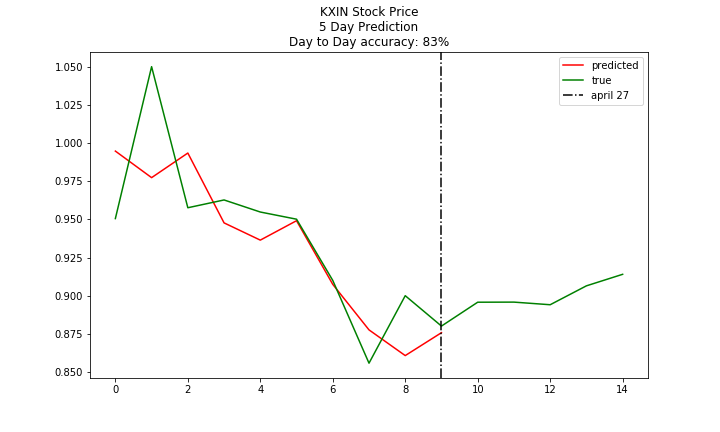 KXIN Stock Price
5 Day Prediction
Day to Day accuracy: 83%
predicted
true
april 27
1.050
1.025
1.000
0.975
0.950
0.925
0.900
0.875
0.850
0 2 4 6 8 10 12 14